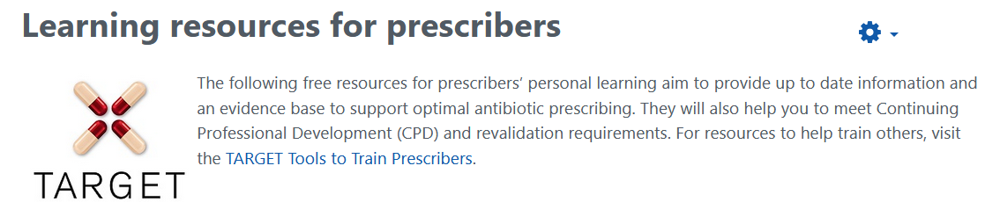 Learning resources for prescribers
The following free resources for prescribers' personal learning aim to provide up to date information and
an evidence base to support optimal antibiotic prescribing. They will also help you to meet Continuing
Professional Development (CPD) and revalidation requirements. For resources to help train others, visit
the TARGET Tools to Train Prescribers.
TARGET